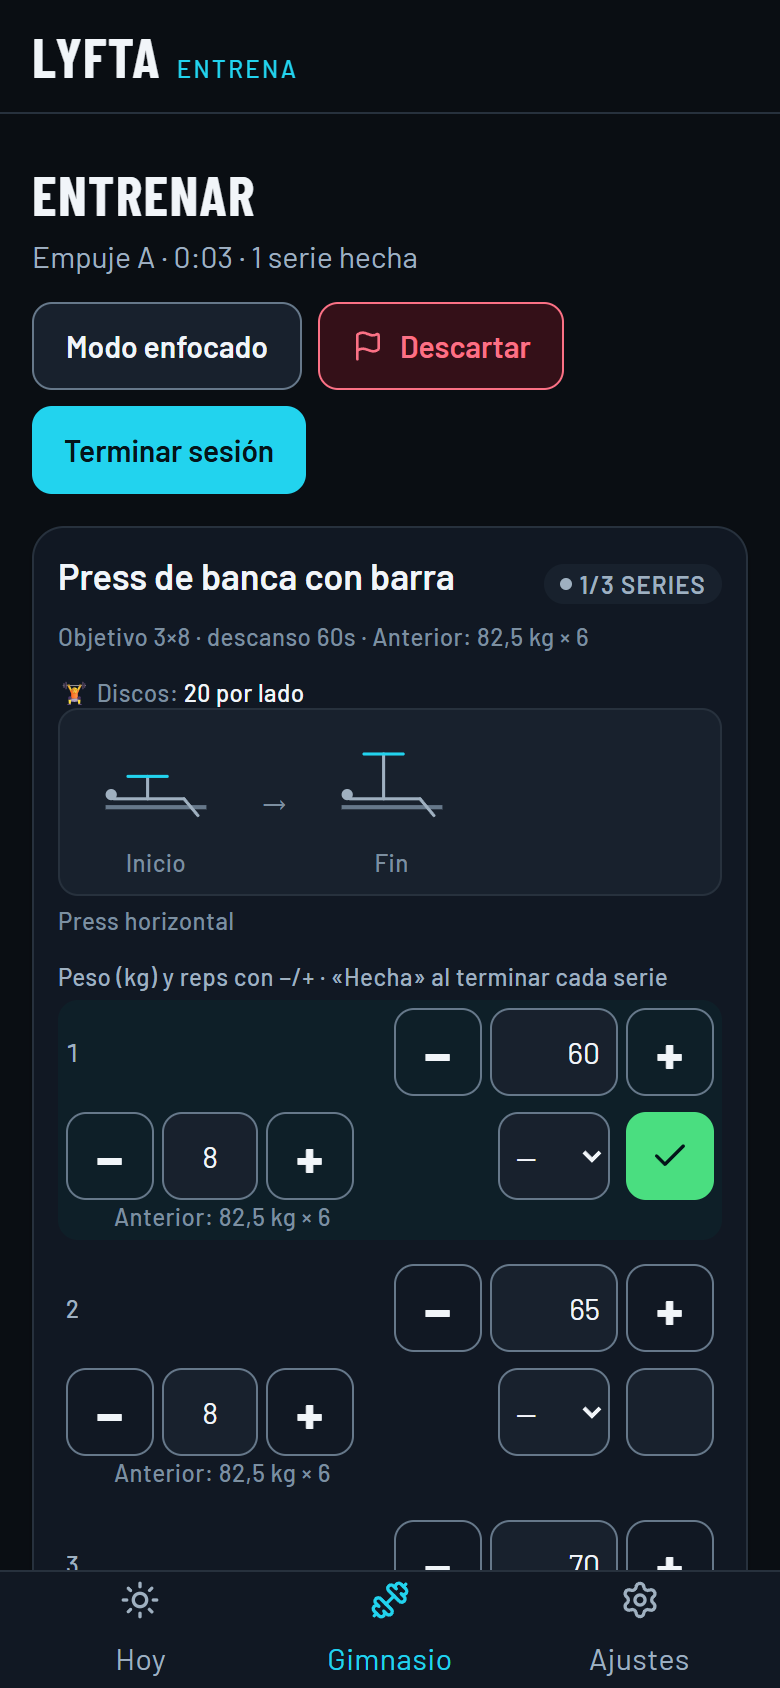 LYFTA ENTRENA
ENTRENAR
Empuje A · 0:03 · 1 serie hecha
Modo enfocado
Descartar
Terminar sesión
Press de banca con barra
1/3 SERIES
Objetivo 3×8 · descanso 60s · Anterior: 82,5 kg × 6
🏋️ Discos: 20 por lado
→
Inicio
Fin
Press horizontal
Peso (kg) y reps con −/+ · «Hecha» al terminar cada serie
1 − 60 +
− 8 + —
Anterior: 82,5 kg × 6
2 − 65 +
− 8 + —
Anterior: 82,5 kg × 6
3 − 70 +
Hoy
Gimnasio
Ajustes